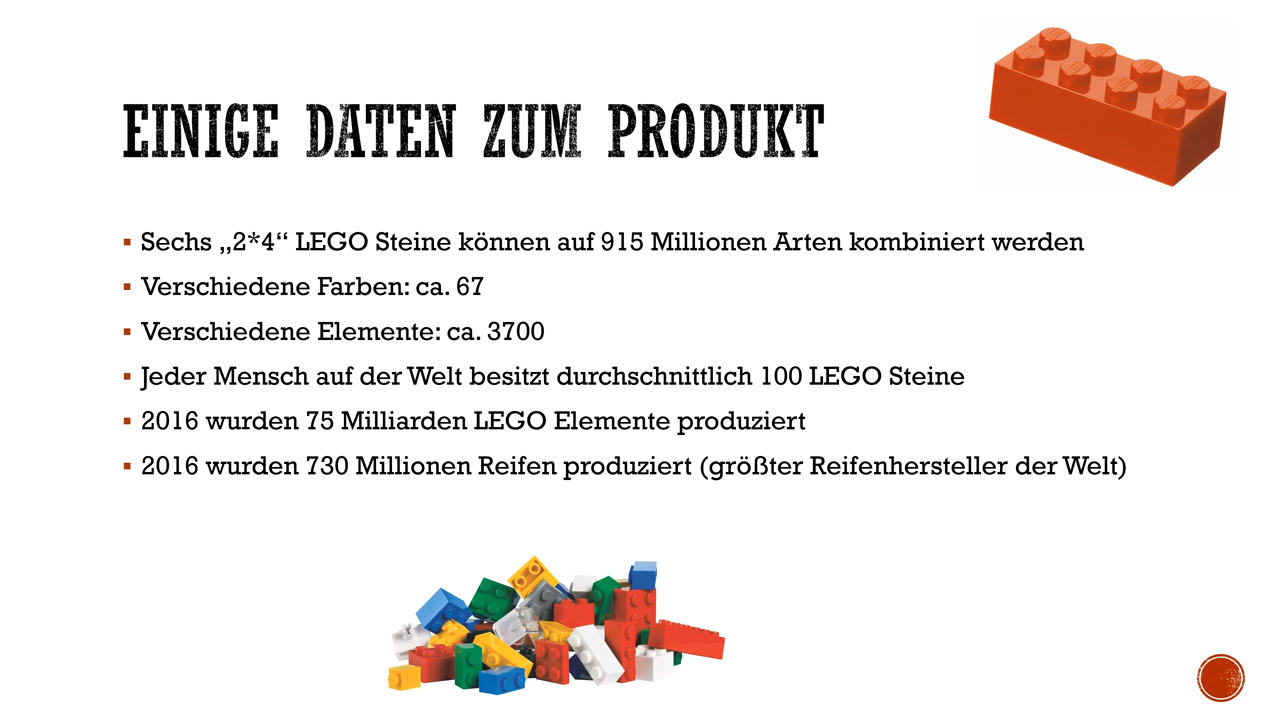 EINIGE DATEN ZUM PRODUKT
▪ Sechs „2*4“ LEGO Steine können auf 915 Millionen Arten kombiniert werden
▪ Verschiedene Farben: ca. 67
▪ Verschiedene Elemente: ca. 3700
▪ Jeder Mensch auf der Welt besitzt durchschnittlich 100 LEGO Steine
▪ 2016 wurden 75 Milliarden LEGO Elemente produziert
▪ 2016 wurden 730 Millionen Reifen produziert (größter Reifenhersteller der Welt)